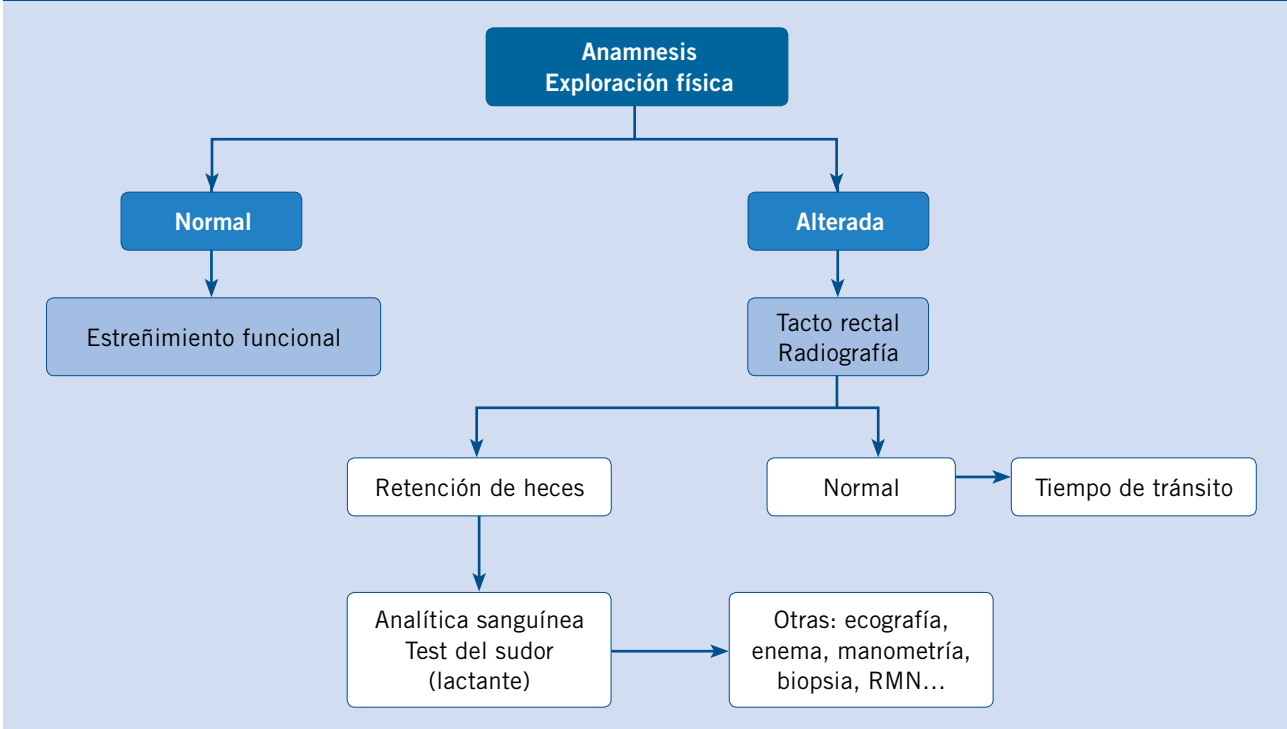 Anamnesis
Exploración física
Normal
Alterada
Estreñimiento funcional
Tacto rectal
Radiografía
Retención de heces
Normal
Tiempo de tránsito
Analítica sanguínea
Test del sudor
(lactante)
Otras: ecografía,
enema, manometría,
biopsia, RMN…